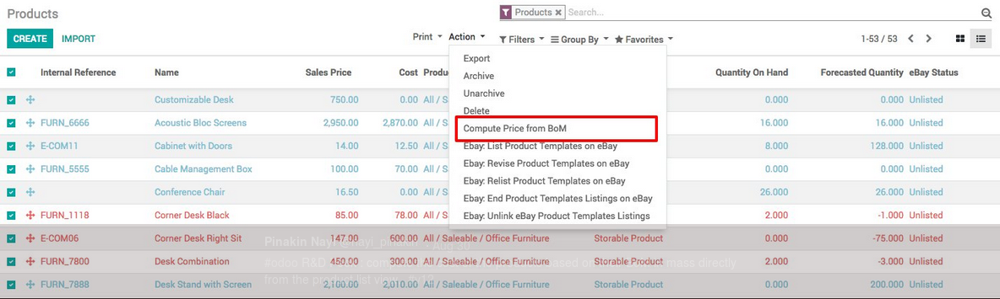 Products
Products × Search...
CREATE IMPORT Print Action Filters Group By Favorites 1-53 / 53
Internal Reference Name Sales Price Cost Quantity On Hand Forecasted Quantity eBay Status
Export
Archive
Unarchive
Delete
Compute Price from BoM
Ebay: List Product Templates on eBay
Ebay: Revise Product Templates on eBay
Ebay: Relist Product Templates on eBay
Ebay: End Product Templates Listings on eBay
Ebay: Unlink eBay Product Templates Listings
Customizable Desk 750.00 0.00 All / Sa 0.000 0.000 Unlisted
FURN_6666 Acoustic Bloc Screens 2,950.00 2,870.00 All / Sa 16.000 16.000 Unlisted
E-COM11 Cabinet with Doors 14.00 12.50 All / Sa 8.000 128.000 Unlisted
FURN_5555 Cable Management Box 100.00 70.00 All / Sa 0.000 0.000 Unlisted
Conference Chair 16.50 0.00 All / Sa 26.000 26.000 Unlisted
FURN_1118 Corner Desk Black 85.00 78.00 All / Sa 2.000 -1.000 Unlisted
E-COM06 Corner Desk Right Sit 147.00 600.00 All / Saleable / Office Furniture Storable Product 0.000 -75.000 Unlisted
FURN_7800 Desk Combination 450.00 300.00 All / Saleable / Office Furniture Storable Product 2.000 -3.000 Unlisted
FURN_7888 Desk Stand with Screen 2,100.00 2,010.00 All / Saleable / Office Furniture Storable Product 0.000 200.000 Unlisted
Pinakin Nayi
#odoo R&D based on mass directly
from the product list view